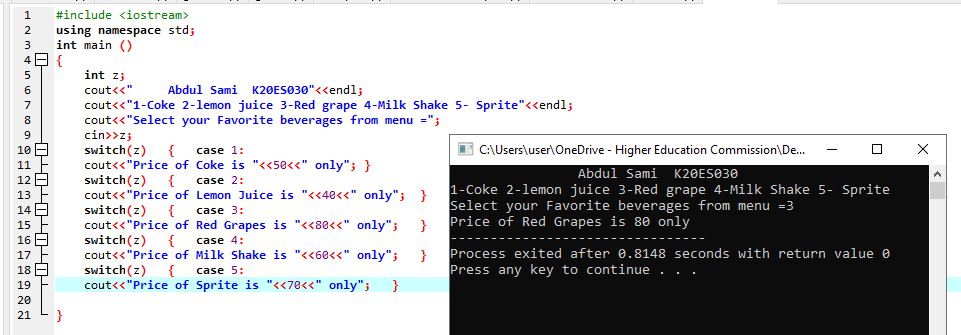 1 #include <iostream>
2 using namespace std;
3 int main ()
4 {
5 int z;
6 cout<<"     Abdul Sami  K20ES030"<<endl;
7 cout<<"1-Coke 2-lemon juice 3-Red grape 4-Milk Shake 5- Sprite"<<endl;
8 cout<<"Select your Favorite beverages from menu =";
9 cin>>z;
10 switch(z)   {   case 1:
11 cout<<"Price of Coke is "<<50<<" only"; }
12 switch(z)   {   case 2:
13 cout<<"Price of Lemon Juice is "<<40<<" only";  }
14 switch(z)   {   case 3:
15 cout<<"Price of Red Grapes is "<<80<<" only";   }
16 switch(z)   {   case 4:
17 cout<<"Price of Milk Shake is "<<60<<" only";   }
18 switch(z)   {   case 5:
19 cout<<"Price of Sprite is "<<70<<" only";   }
20
21 }
C:\Users\user\OneDrive - Higher Education Commission\De...
Abdul Sami  K20ES030
1-Coke 2-lemon juice 3-Red grape 4-Milk Shake 5- Sprite
Select your Favorite beverages from menu =3
Price of Red Grapes is 80 only
--------------------------------
Process exited after 0.8148 seconds with return value 0
Press any key to continue . . .